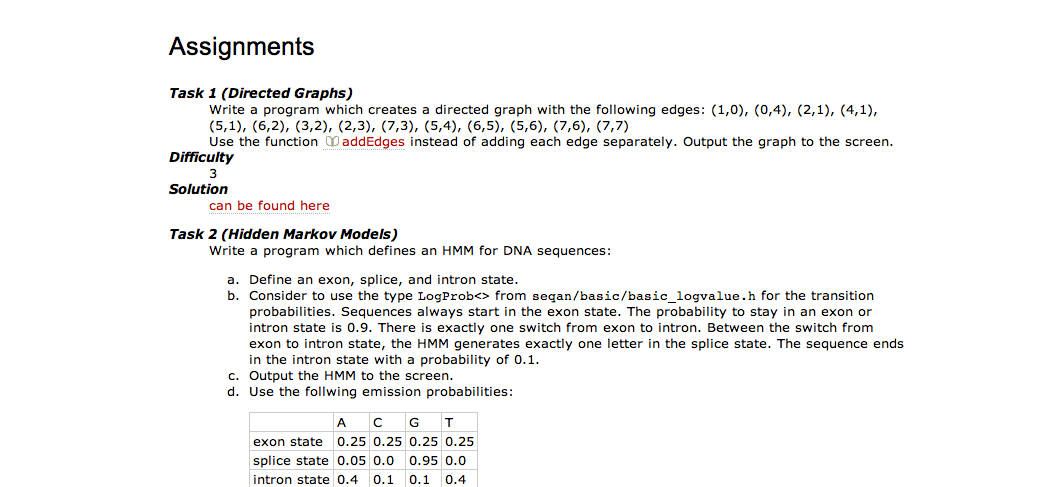 Assignments
Task 1 (Directed Graphs)
Write a program which creates a directed graph with the following edges: (1,0), (0,4), (2,1), (4,1),
(5,1), (6,2), (3,2), (2,3), (7,3), (5,4), (6,5), (5,6), (7,6), (7,7)
Use the function addEdges instead of adding each edge separately. Output the graph to the screen.
Difficulty
3
Solution
can be found here
Task 2 (Hidden Markov Models)
Write a program which defines an HMM for DNA sequences:
a. Define an exon, splice, and intron state.
b. Consider to use the type LogProb<> from seqan/basic/basic_logvalue.h for the transition
probabilities. Sequences always start in the exon state. The probability to stay in an exon or
intron state is 0.9. There is exactly one switch from exon to intron. Between the switch from
exon to intron state, the HMM generates exactly one letter in the splice state. The sequence ends
in the intron state with a probability of 0.1.
c. Output the HMM to the screen.
d. Use the follwing emission probabilities:
A C G T
exon state 0.25 0.25 0.25 0.25
splice state 0.05 0.0 0.95 0.0
intron state 0.4 0.1 0.1 0.4